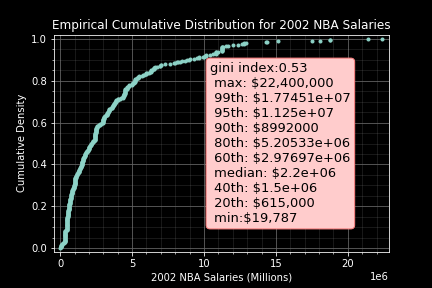 Empirical Cumulative Distribution for 2002 NBA Salaries
1.0
0.8
0.6
0.4
0.2
0.0
Cumulative Density
gini index:0.53
max: $22,400,000
99th: $1.77451e+07
95th: $1.125e+07
90th: $8992000
80th: $5.20533e+06
60th: $2.97697e+06
median: $2.2e+06
40th: $1.5e+06
20th: $615,000
min:$19,787
0 5 10 15 20
1e6
2002 NBA Salaries (Millions)